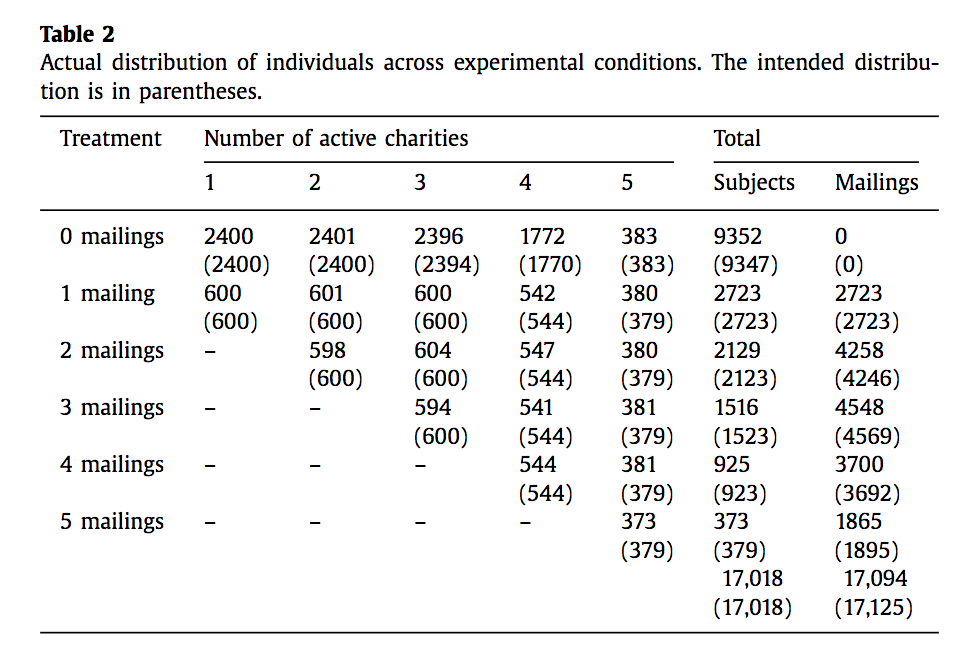 Table 2
Actual distribution of individuals across experimental conditions. The intended distribu-
tion is in parentheses.
Treatment Number of active charities Total
1 2 3 4 5 Subjects Mailings
0 mailings 2400 2401 2396 1772 383 9352 0
(2400) (2400) (2394) (1770) (383) (9347) (0)
1 mailing 600 601 600 542 380 2723 2723
(600) (600) (600) (544) (379) (2723) (2723)
2 mailings – 598 604 547 380 2129 4258
(600) (600) (544) (379) (2123) (4246)
3 mailings – – 594 541 381 1516 4548
(600) (544) (379) (1523) (4569)
4 mailings – – – 544 381 925 3700
(544) (379) (923) (3692)
5 mailings – – – – 373 373 1865
(379) (379) (1895)
17,018 17,094
(17,018) (17,125)